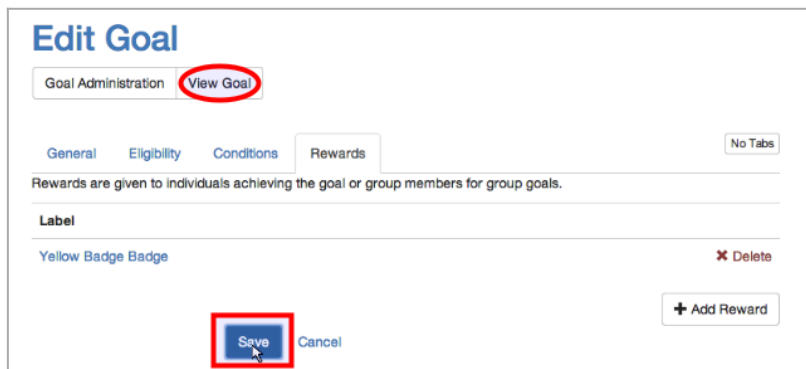 Edit Goal
Goal Administration View Goal
General Eligibility Conditions Rewards No Tabs
Rewards are given to individuals achieving the goal or group members for group goals.
Label
Yellow Badge Badge ✖ Delete
+ Add Reward
Save Cancel